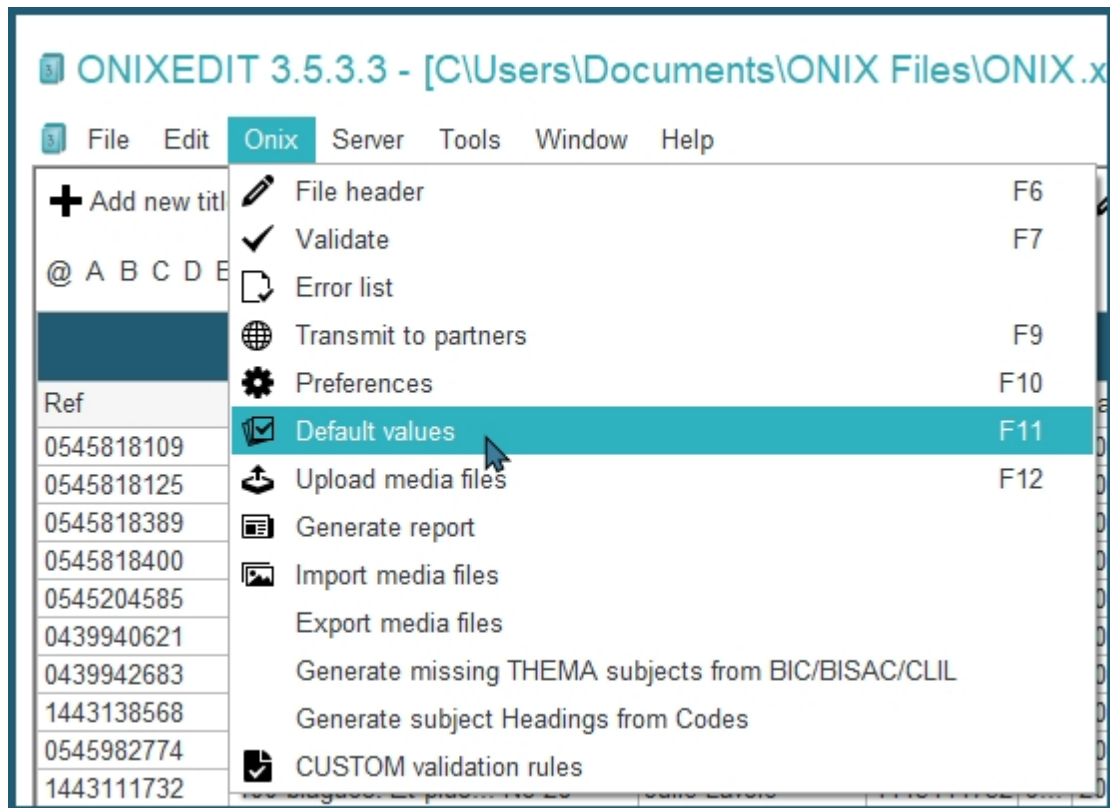 ONIXEDIT 3.5.3.3 - [C\Users\Documents\ONIX Files\ONIX.x
File Edit Onix Server Tools Window Help
Add new titl
@ A B C D E
File header F6
Validate F7
Error list
Transmit to partners F9
Preferences F10
Default values F11
Upload media files F12
Generate report
Import media files
Export media files
Generate missing THEMA subjects from BIC/BISAC/CLIL
Generate subject Headings from Codes
CUSTOM validation rules
Ref
0545818109
0545818125
0545818389
0545818400
0545204585
0439940621
0439942683
1443138568
0545982774
1443111732